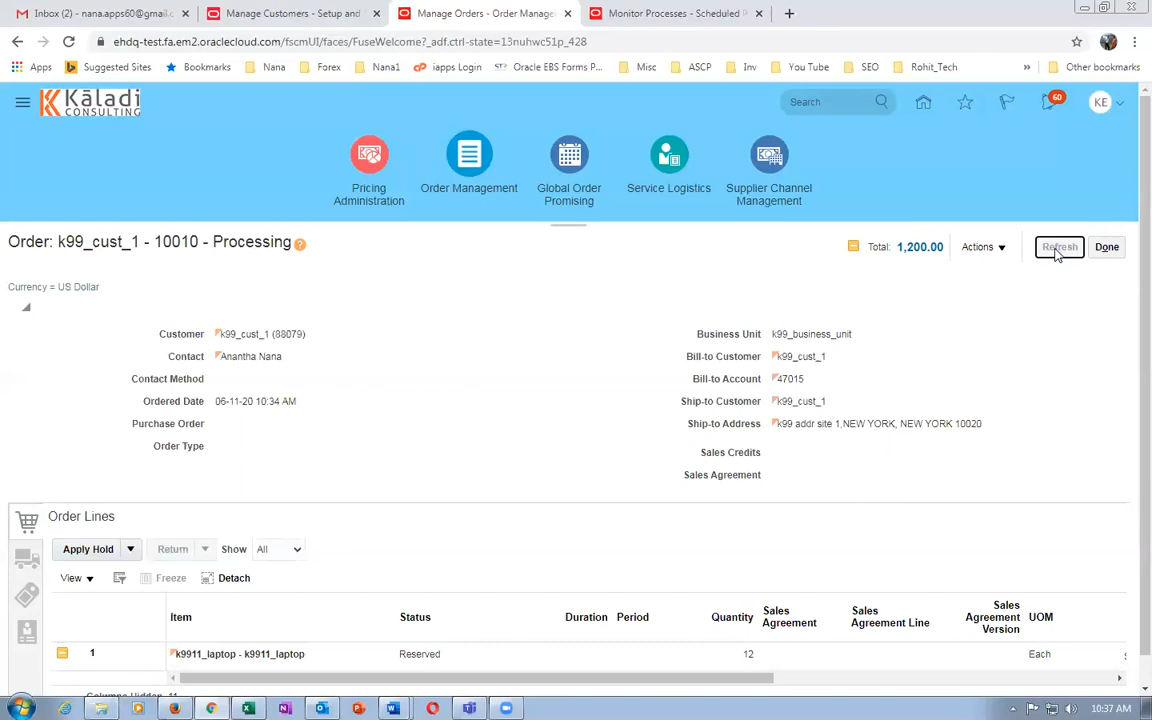 Inbox (2) - nana.apps60@gmail.c
Manage Customers - Setup and
Manage Orders - Order Manage
Monitor Processes - Scheduled P
ehdq-test.fa.em2.oraclecloud.com/fscmUI/faces/FuseWelcome?_adf.ctrl-state=13nuhwc51p_428
Apps Suggested Sites Bookmarks Nana Forex Nana1 iapps Login Oracle EBS Forms P... Misc ASCP Inv You Tube SEO Rohit_Tech » Other bookmarks
Kāladi
CONSULTING
Search
60
KE
Pricing Administration
Order Management
Global Order Promising
Service Logistics
Supplier Channel Management
Order: k99_cust_1 - 10010 - Processing
Total: 1,200.00 Actions Refresh Done
Currency = US Dollar
Customer k99_cust_1 (88079)
Contact Anantha Nana
Contact Method
Ordered Date 06-11-20 10:34 AM
Purchase Order
Order Type
Business Unit k99_business_unit
Bill-to Customer k99_cust_1
Bill-to Account 47015
Ship-to Customer k99_cust_1
Ship-to Address k99 addr site 1,NEW YORK, NEW YORK 10020
Sales Credits
Sales Agreement
Order Lines
Apply Hold Return Show All
View Freeze Detach
Item Status Duration Period Quantity Sales Agreement Sales Agreement Line Sales Agreement Version UOM
1 k9911_laptop - k9911_laptop Reserved 12 Each
Columns Hidden 11
10:37 AM